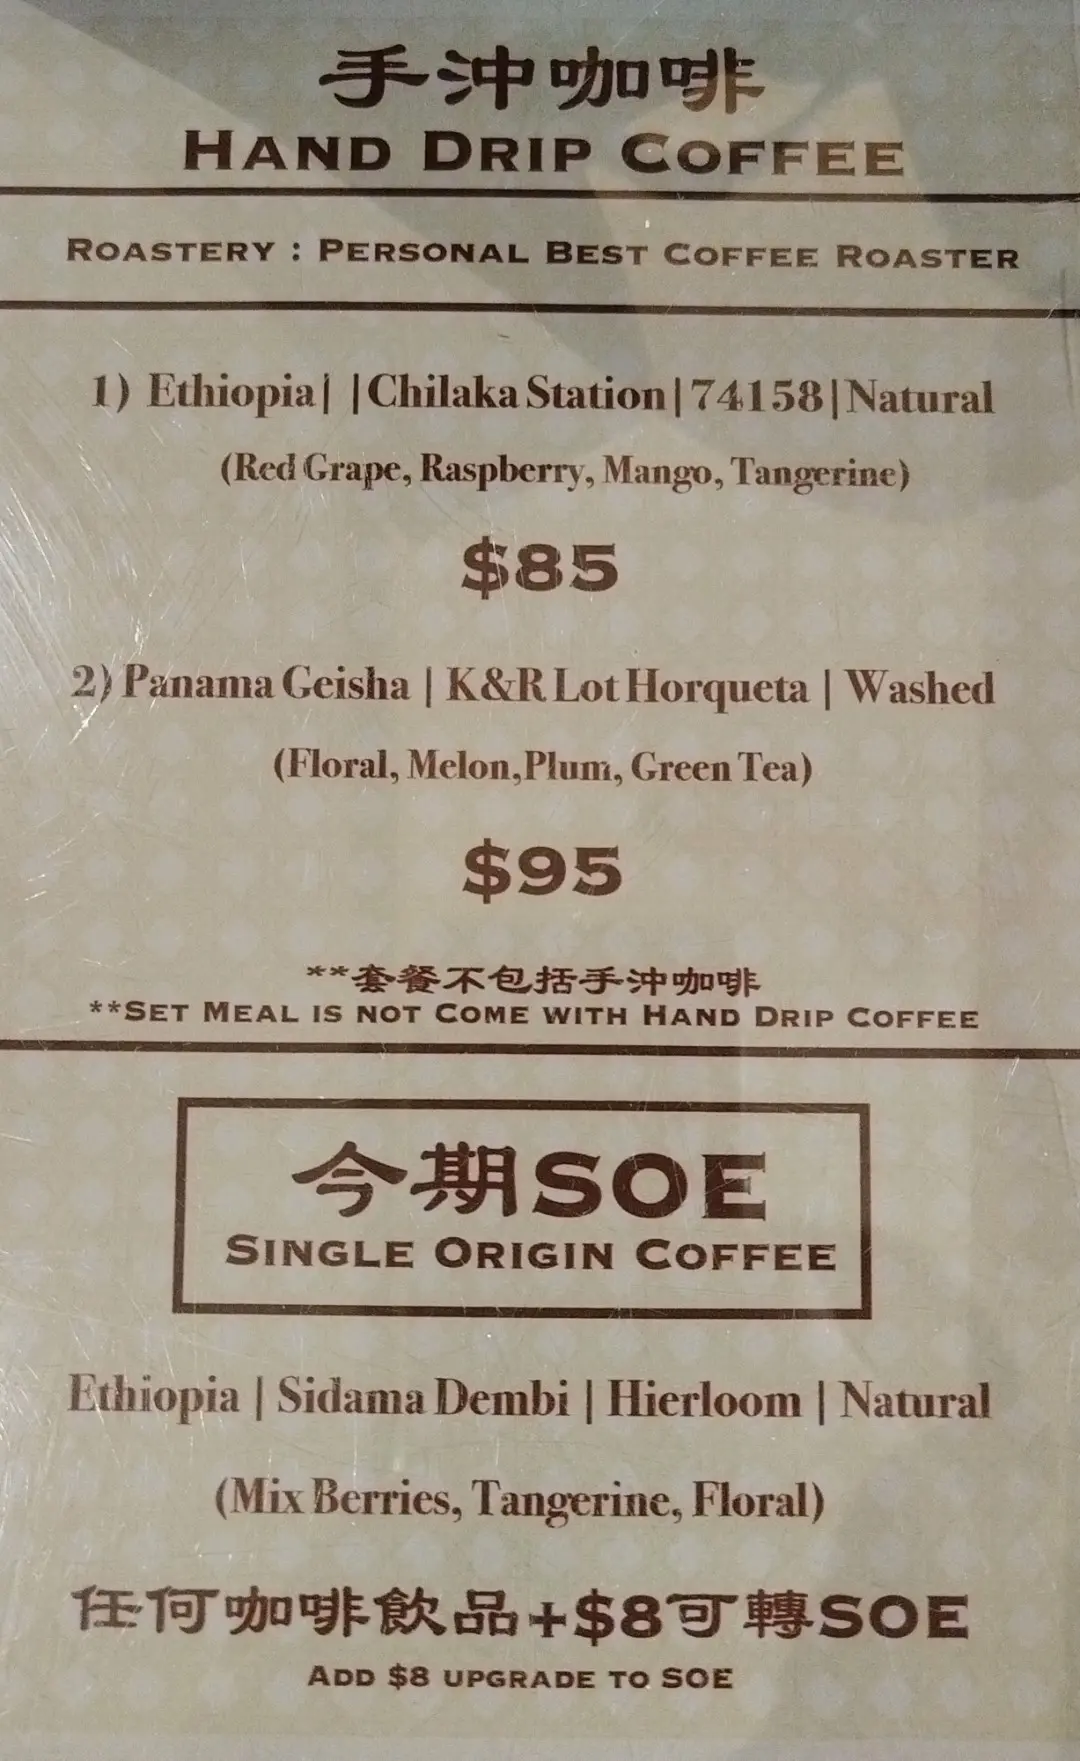 手沖咖啡
HAND DRIP COFFEE
ROASTERY : PERSONAL BEST COFFEE ROASTER
1) Ethiopia| |Chilaka Station|74158|Natural
(Red Grape, Raspberry, Mango, Tangerine)
$85
2) Panama Geisha | K&R Lot Horqueta | Washed
(Floral, Melon,Plum, Green Tea)
$95
**套餐不包括手沖咖啡
**SET MEAL IS NOT COME WITH HAND DRIP COFFEE
今期SOE
SINGLE ORIGIN COFFEE
Ethiopia | Sidama Dembi | Hierloom | Natural
(Mix Berries, Tangerine, Floral)
任何咖啡飲品+$8可轉SOE
ADD $8 UPGRADE TO SOE